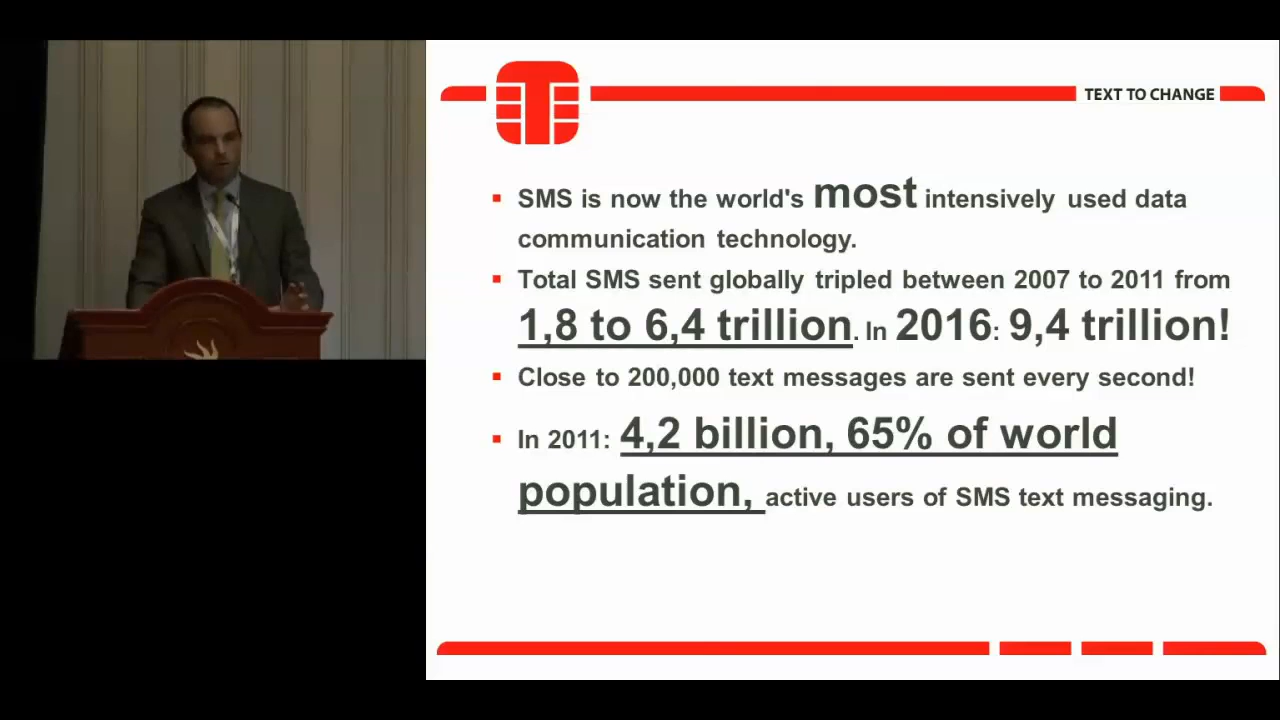 TEXT TO CHANGE
SMS is now the world's most intensively used data
communication technology.
Total SMS sent globally tripled between 2007 to 2011 from
1,8 to 6,4 trillion. In 2016: 9,4 trillion!
Close to 200,000 text messages are sent every second!
In 2011: 4,2 billion, 65% of world
population, active users of SMS text messaging.